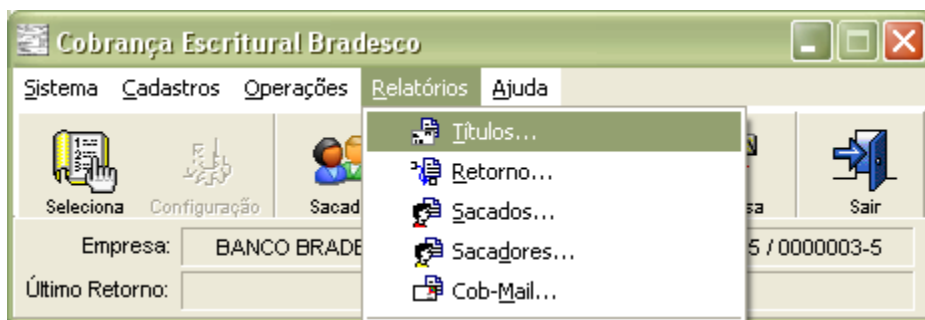 Cobrança Escritural Bradesco
Sistema Cadastros Operações Relatórios Ajuda
Títulos...
Retorno...
Sacados...
Sacadores...
Cob-Mail...
Seleciona Configuração Sair
Empresa: BANCO 5 / 0000003-5
Último Retorno: